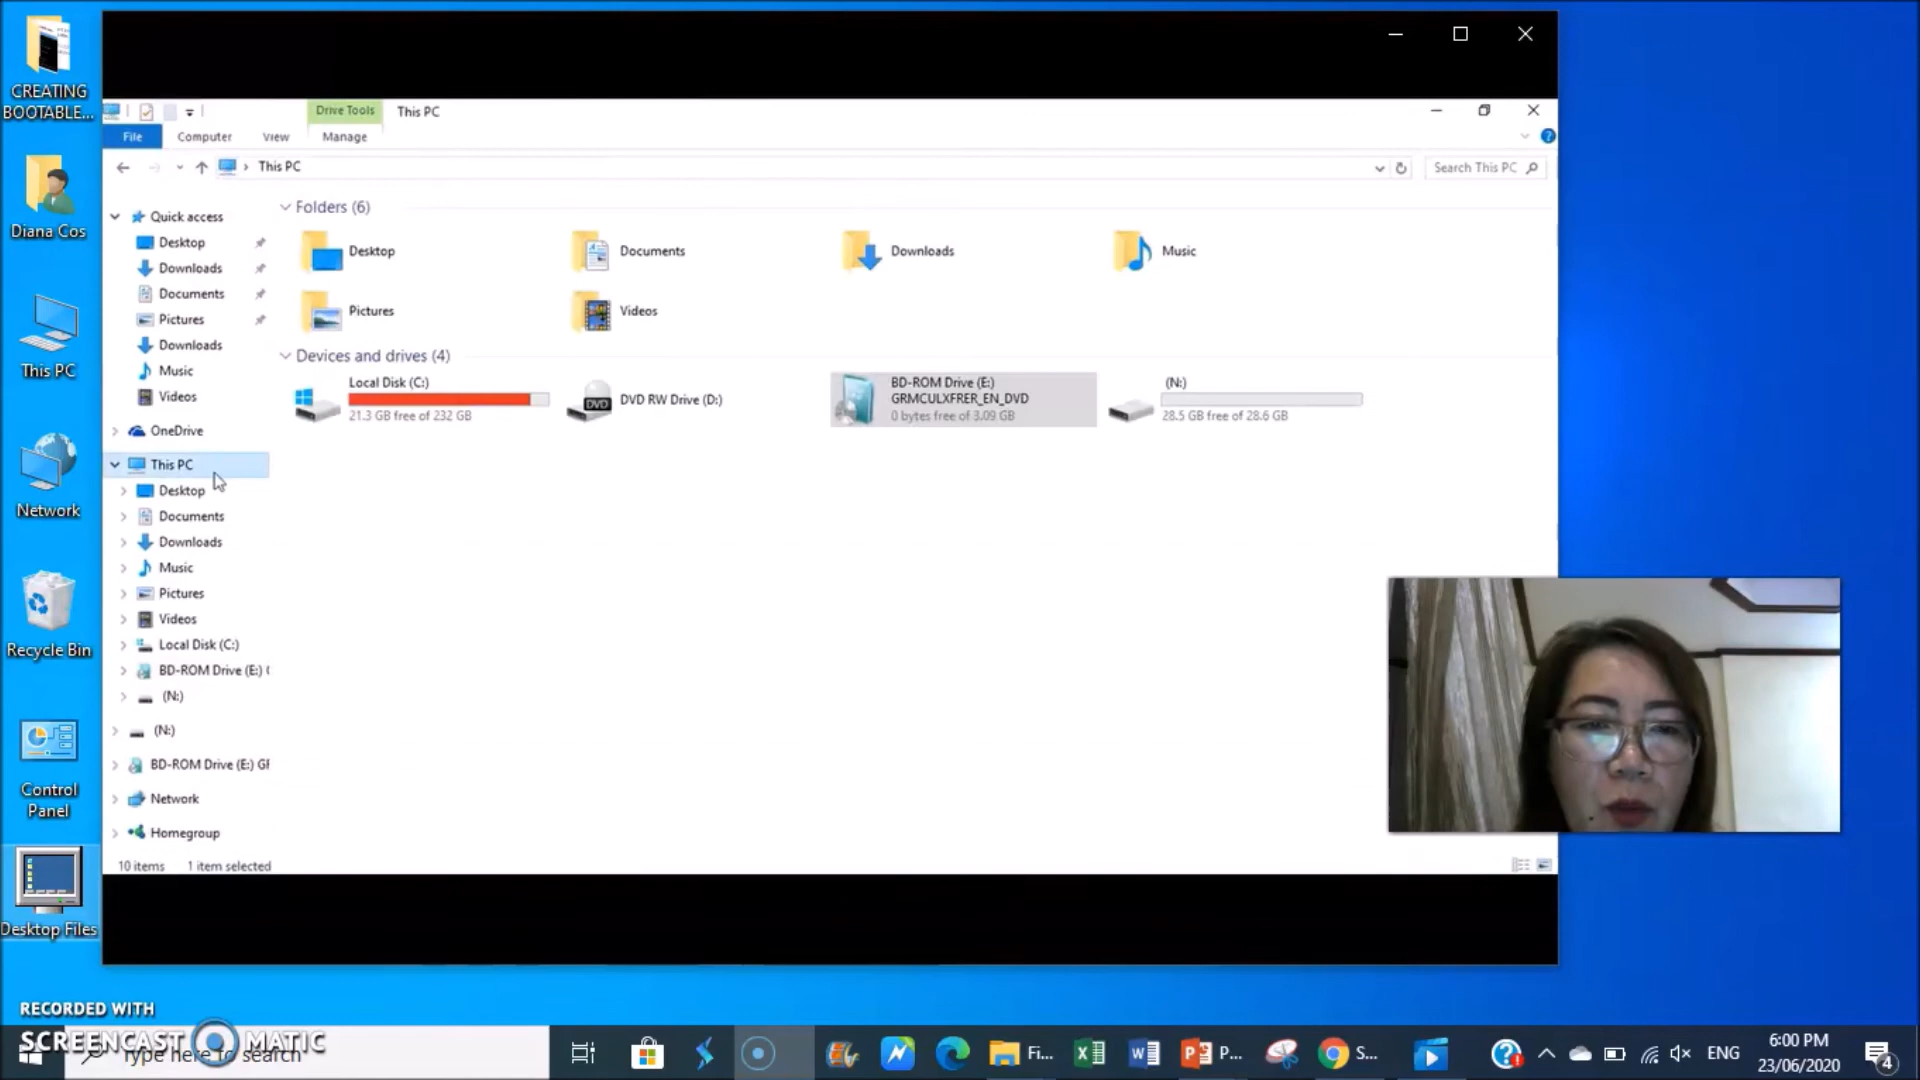 CREATING
BOOTABLE...
Diana Cos
This PC
Network
Recycle Bin
Control
Panel
Desktop Files
Drive Tools
This PC
File
Computer
View
Manage
This PC
Search This PC
Quick access
Desktop
Downloads
Documents
Pictures
Downloads
Music
Videos
OneDrive
This PC
Desktop
Documents
Downloads
Music
Pictures
Videos
Local Disk (C:)
BD-ROM Drive (E:) (
(N:)
(N:)
BD-ROM Drive (E:) GF
Network
Homegroup
Folders (6)
Desktop
Documents
Downloads
Music
Pictures
Videos
Devices and drives (4)
Local Disk (C:)
21.3 GB free of 232 GB
DVD
DVD RW Drive (D:)
BD-ROM Drive (E:)
GRMCULXFRER_EN_DVD
0 bytes free of 3.09 GB
(N:)
28.5 GB free of 28.6 GB
10 items
1 item selected
RECORDED WITH
SCREENCAST MATIC
Type here to search
Fi...
P...
S...
ENG
6:00 PM
23/06/2020
4